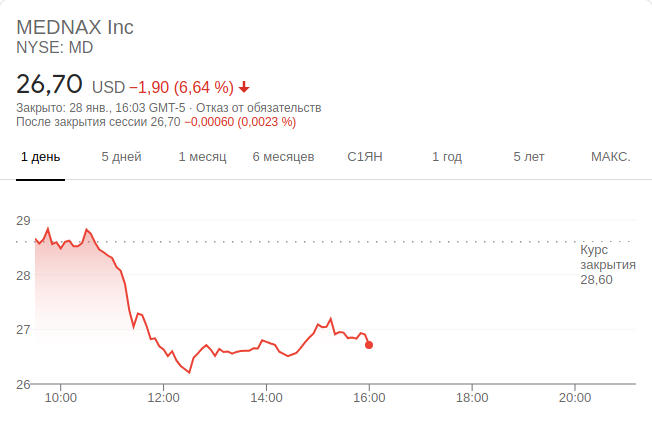 MEDNAX Inc
NYSE: MD
26,70 USD −1,90 (6,64 %)
Закрыто: 28 янв., 16:03 GMT-5 · Отказ от обязательств
После закрытия сессии 26,70 −0,00060 (0,0023 %)
1 день 5 дней 1 месяц 6 месяцев С1ЯН 1 год 5 лет МАКС.
29
Курс
закрытия
28,60
28
27
26
10:00 12:00 14:00 16:00 18:00 20:00